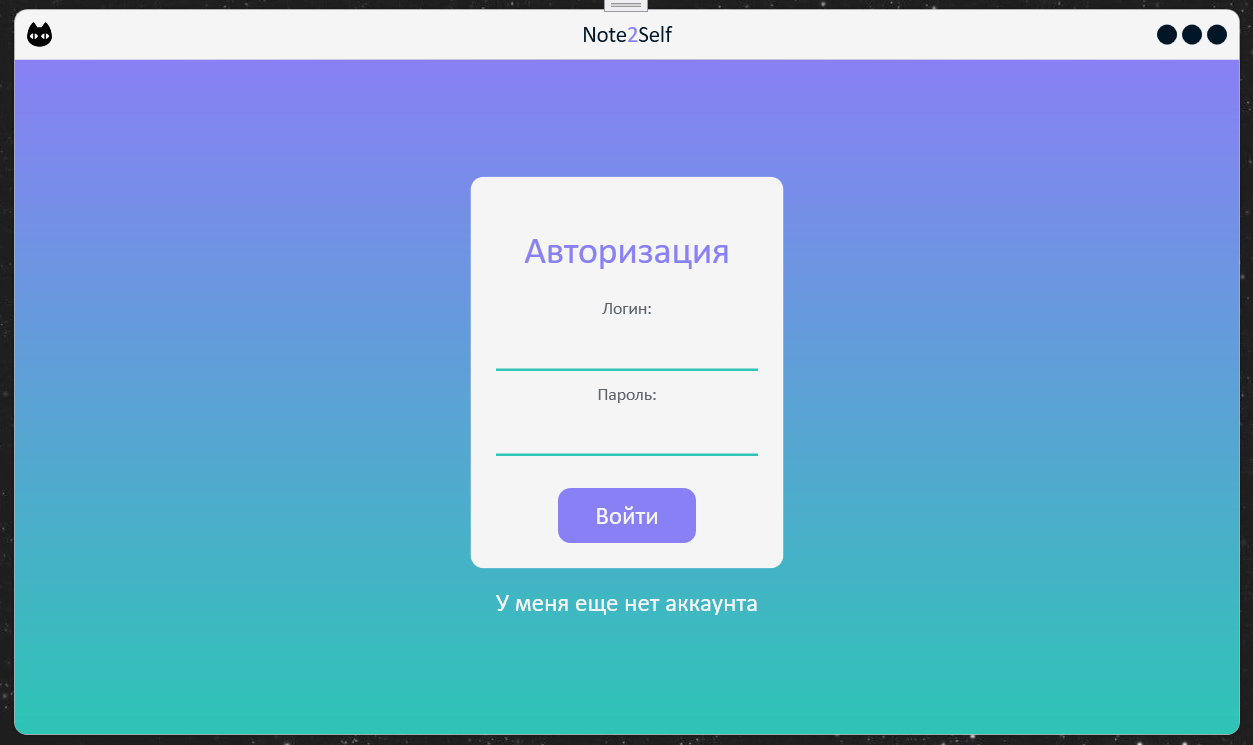 Note2Self
Авторизация
Логин:
Пароль:
Войти
У меня еще нет аккаунта